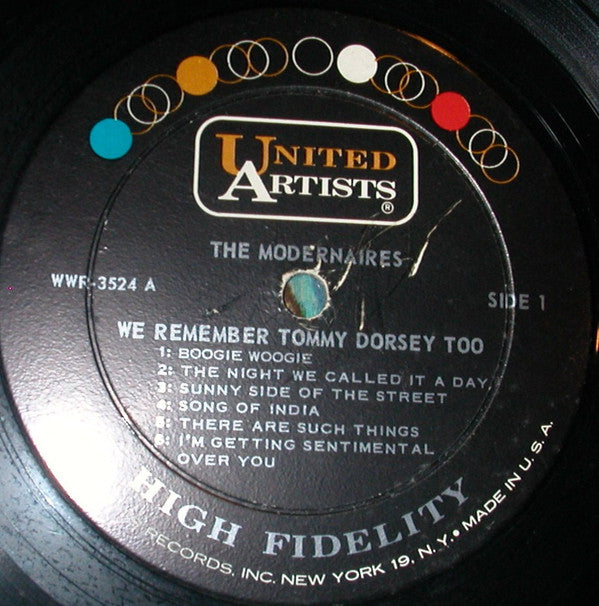 UNITED
ARTISTS®
THE MODERNAIRES
WWR-3524 A
SIDE 1
WE REMEMBER TOMMY DORSEY TOO
1: BOOGIE WOOGIE
2: THE NIGHT WE CALLED IT A DAY
3: SUNNY SIDE OF THE STREET
4: SONG OF INDIA
5: THERE ARE SUCH THINGS
6: I'M GETTING SENTIMENTAL
OVER YOU
HIGH FIDELITY
RECORDS, INC. NEW YORK 19, N.Y. • MADE IN U.S.A.